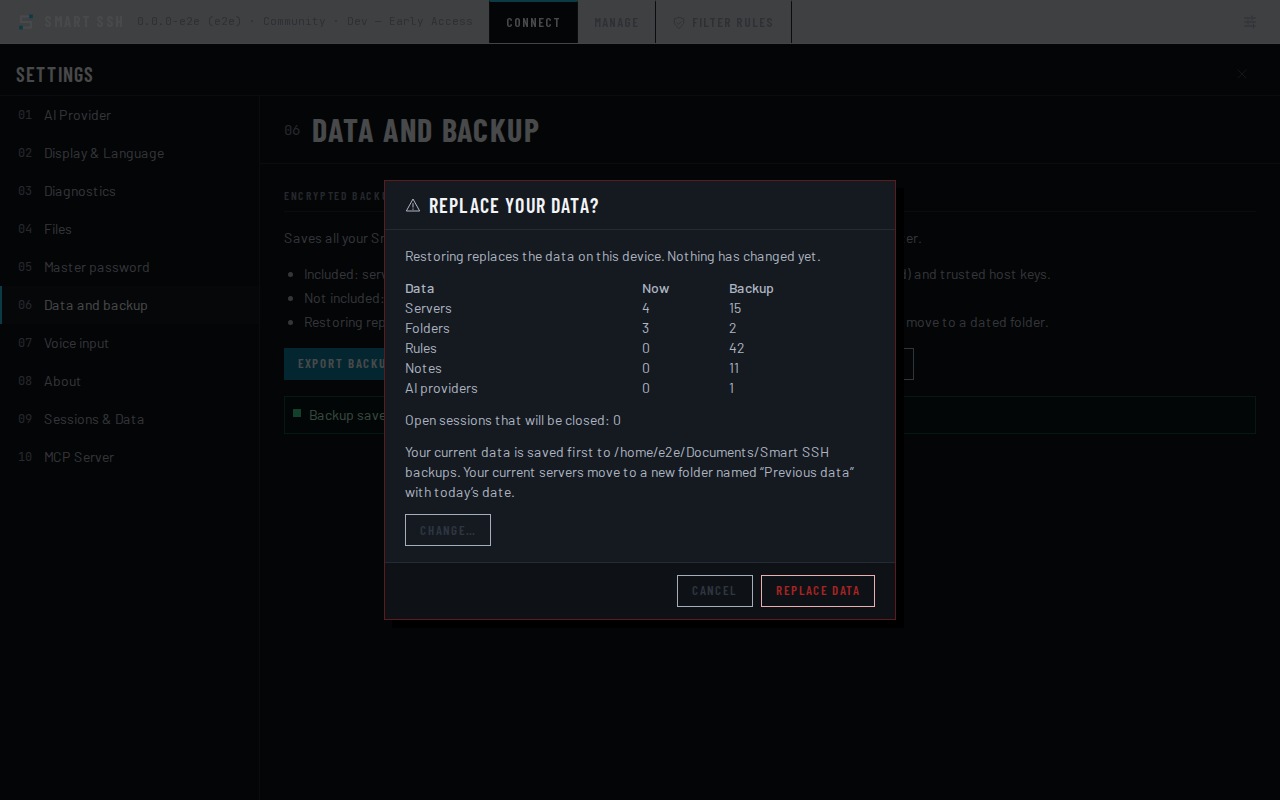 SMART SSH 0.0.0-e2e (e2e) · Community · Dev — Early Access CONNECT MANAGE FILTER RULES
SETTINGS
01 AI Provider
02 Display & Language
03 Diagnostics
04 Files
05 Master password
06 Data and backup
07 Voice input
08 About
09 Sessions & Data
10 MCP Server
06 DATA AND BACKUP
ENCRYPTED
Saves all your
er.
Included:
and trusted host keys.
Not included:
Restoring
move to a dated folder.
EXPORT
Backup
REPLACE YOUR DATA?
Restoring replaces the data on this device. Nothing has changed yet.
Data Now Backup
Servers 4 15
Folders 3 2
Rules 0 42
Notes 0 11
AI providers 0 1
Open sessions that will be closed: 0
Your current data is saved first to /home/e2e/Documents/Smart SSH
backups. Your current servers move to a new folder named “Previous data”
with today’s date.
CHANGE…
CANCEL REPLACE DATA